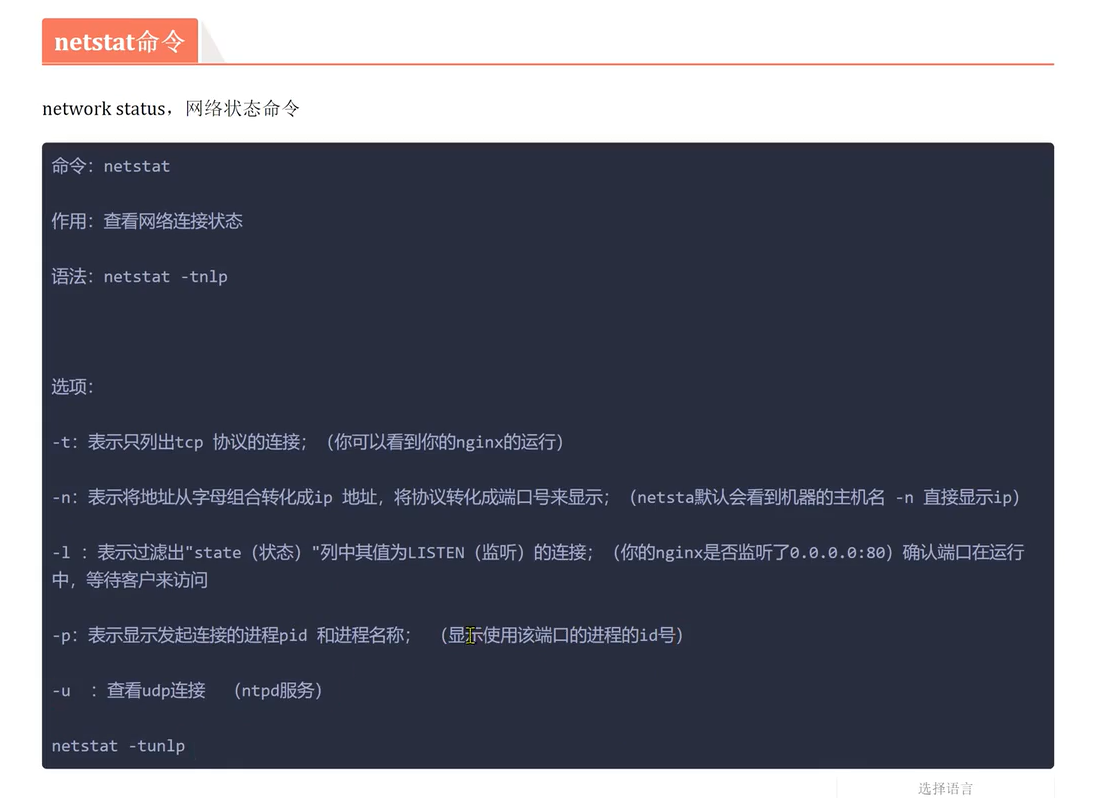 netstat命令
network status，网络状态命令
命令：netstat
作用：查看网络连接状态
语法：netstat -tnlp
选项：
-t：表示只列出tcp 协议的连接；（你可以看到你的nginx的运行）
-n：表示将地址从字母组合转化成ip 地址，将协议转化成端口号来显示；（netsta默认会看到机器的主机名 -n 直接显示ip）
-l ：表示过滤出"state（状态）"列中其值为LISTEN（监听）的连接；（你的nginx是否监听了0.0.0.0:80）确认端口在运行
中，等待客户来访问
-p：表示显示发起连接的进程pid 和进程名称； （显示使用该端口的进程的id号）
-u ：查看udp连接 （ntpd服务）
netstat -tunlp
选择语言